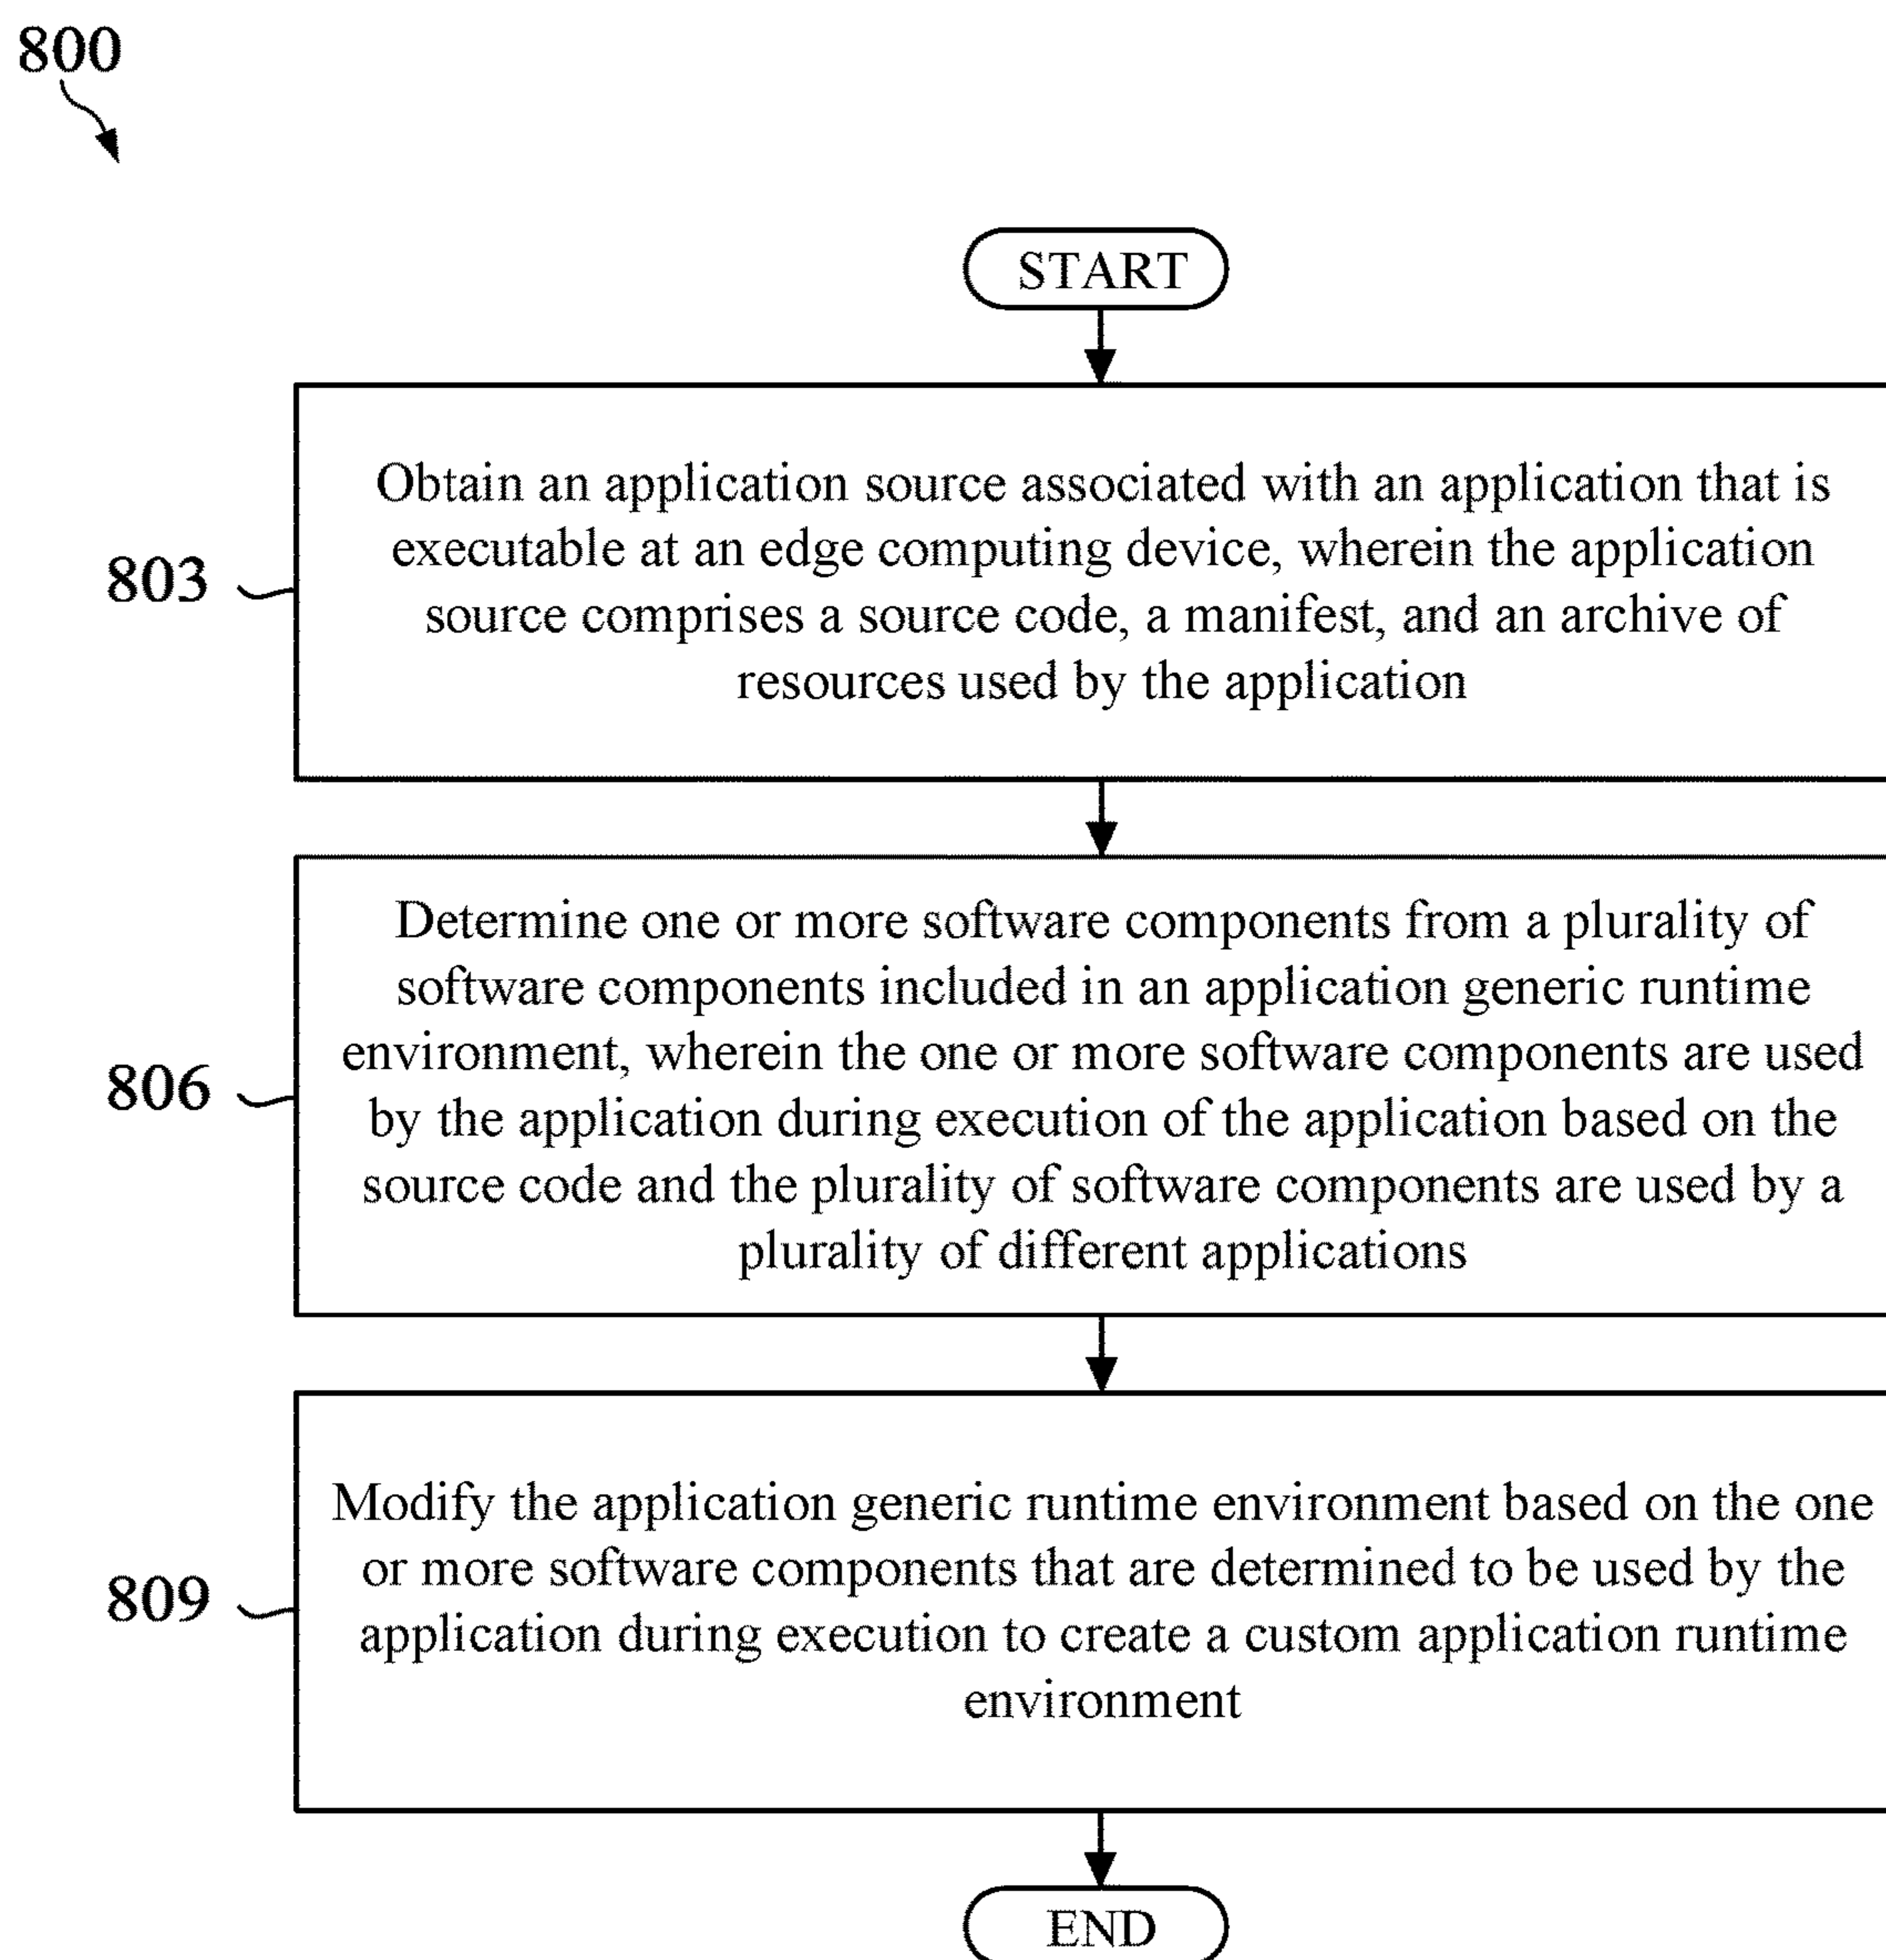 800
START
803
Obtain an application source associated with an application that is
executable at an edge computing device, wherein the application
source comprises a source code, a manifest, and an archive of
resources used by the application
806
Determine one or more software components from a plurality of
software components included in an application generic runtime
environment, wherein the one or more software components are used
by the application during execution of the application based on the
source code and the plurality of software components are used by a
plurality of different applications
809
Modify the application generic runtime environment based on the one
or more software components that are determined to be used by the
application during execution to create a custom application runtime
environment
END